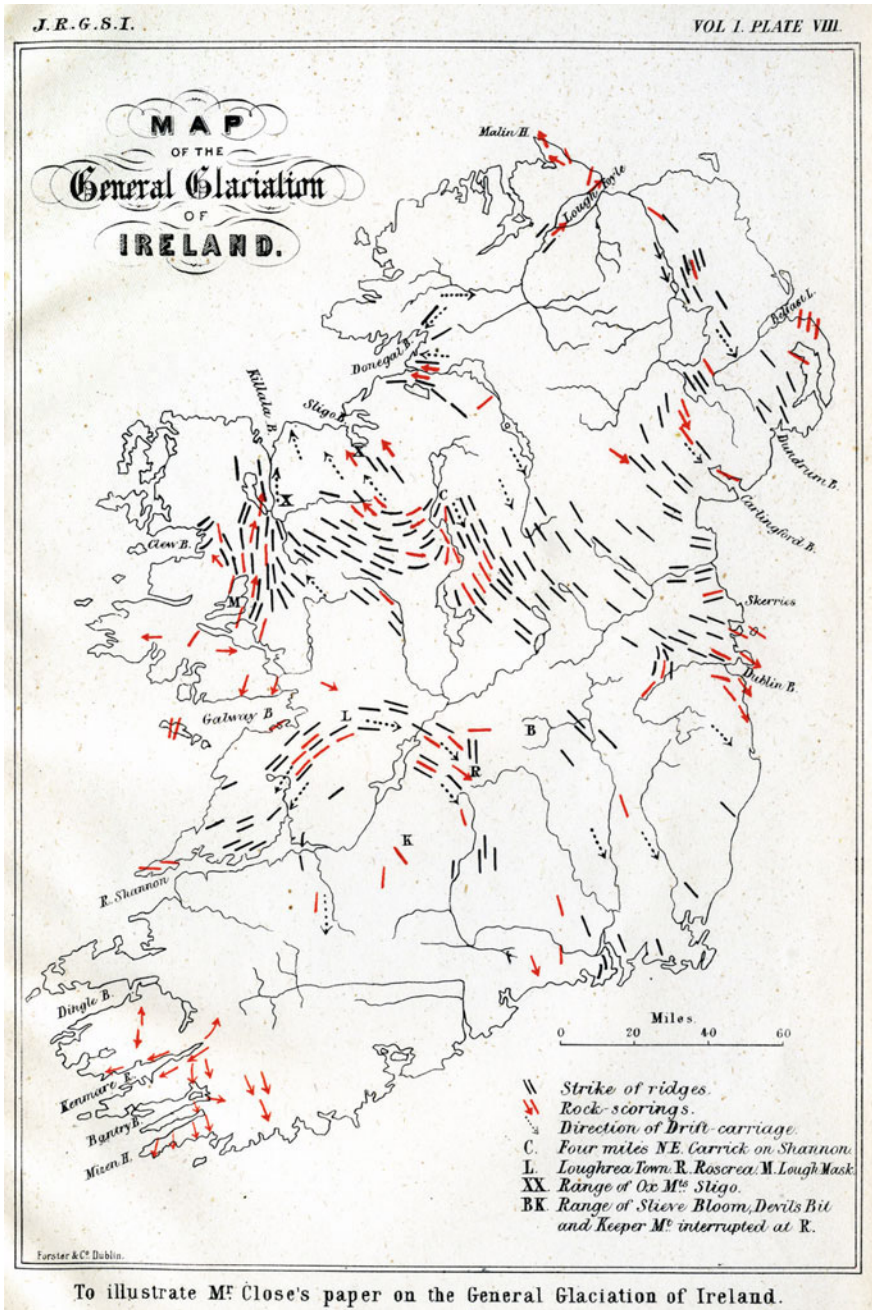 J.R.G.S.I.
VOL I. PLATE VIII.
MAP
OF THE
General Glaciation
OF
IRELAND.
Malin H.
Lough Foyle
Belfast L.
Donegal B.
Killala B.
Sligo B.
X
X
C
Dundrum B.
Carlingford B.
Clew B.
M
Skerries
Dublin B.
Galway B
L
B
R
K
R. Shannon
Dingle B.
Kenmare R.
Bantry B.
Mizen H.
Miles.
0 20 40 60
Strike of ridges.
Rock-scorings.
Direction of Drift-carriage.
C. Four miles N.E. Carrick on Shannon.
L. Loughrea Town. R. Roscrea. M. Lough Mask.
XX. Range of Ox Mts Sligo.
BK. Range of Slieve Bloom, Devils Bit
and Keeper Mt interrupted at R.
Forster & Co. Dublin.
To illustrate Mr Close's paper on the General Glaciation of Ireland.